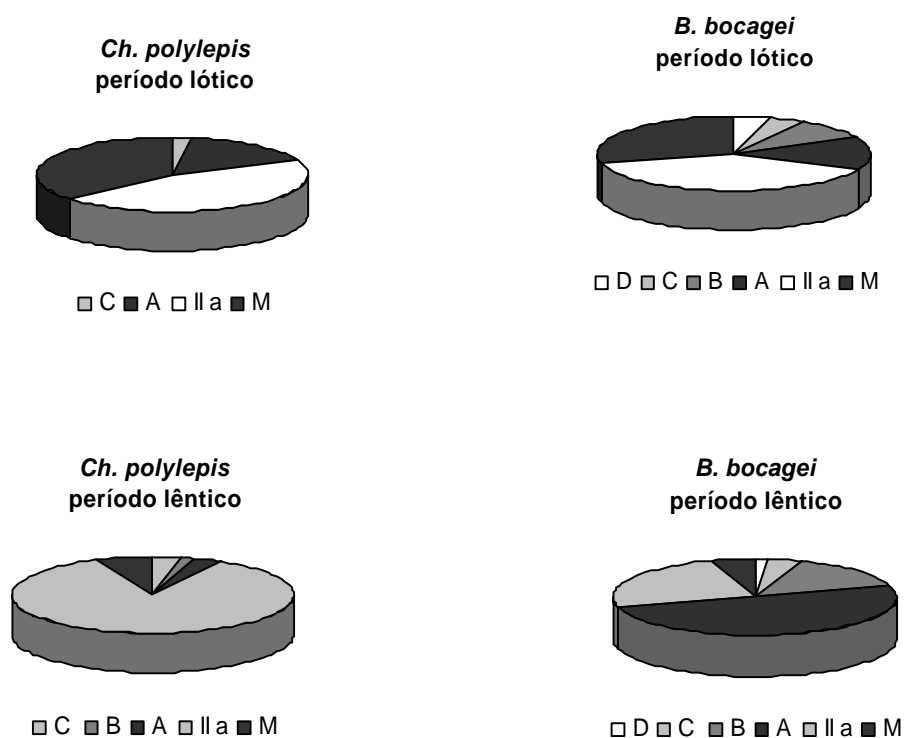 Ch. polylepis
período lótico
C A II a M
B. bocagei
período lótico
D C B A II a M
Ch. polylepis
período lêntico
C B A II a M
B. bocagei
período lêntico
D C B A II a M